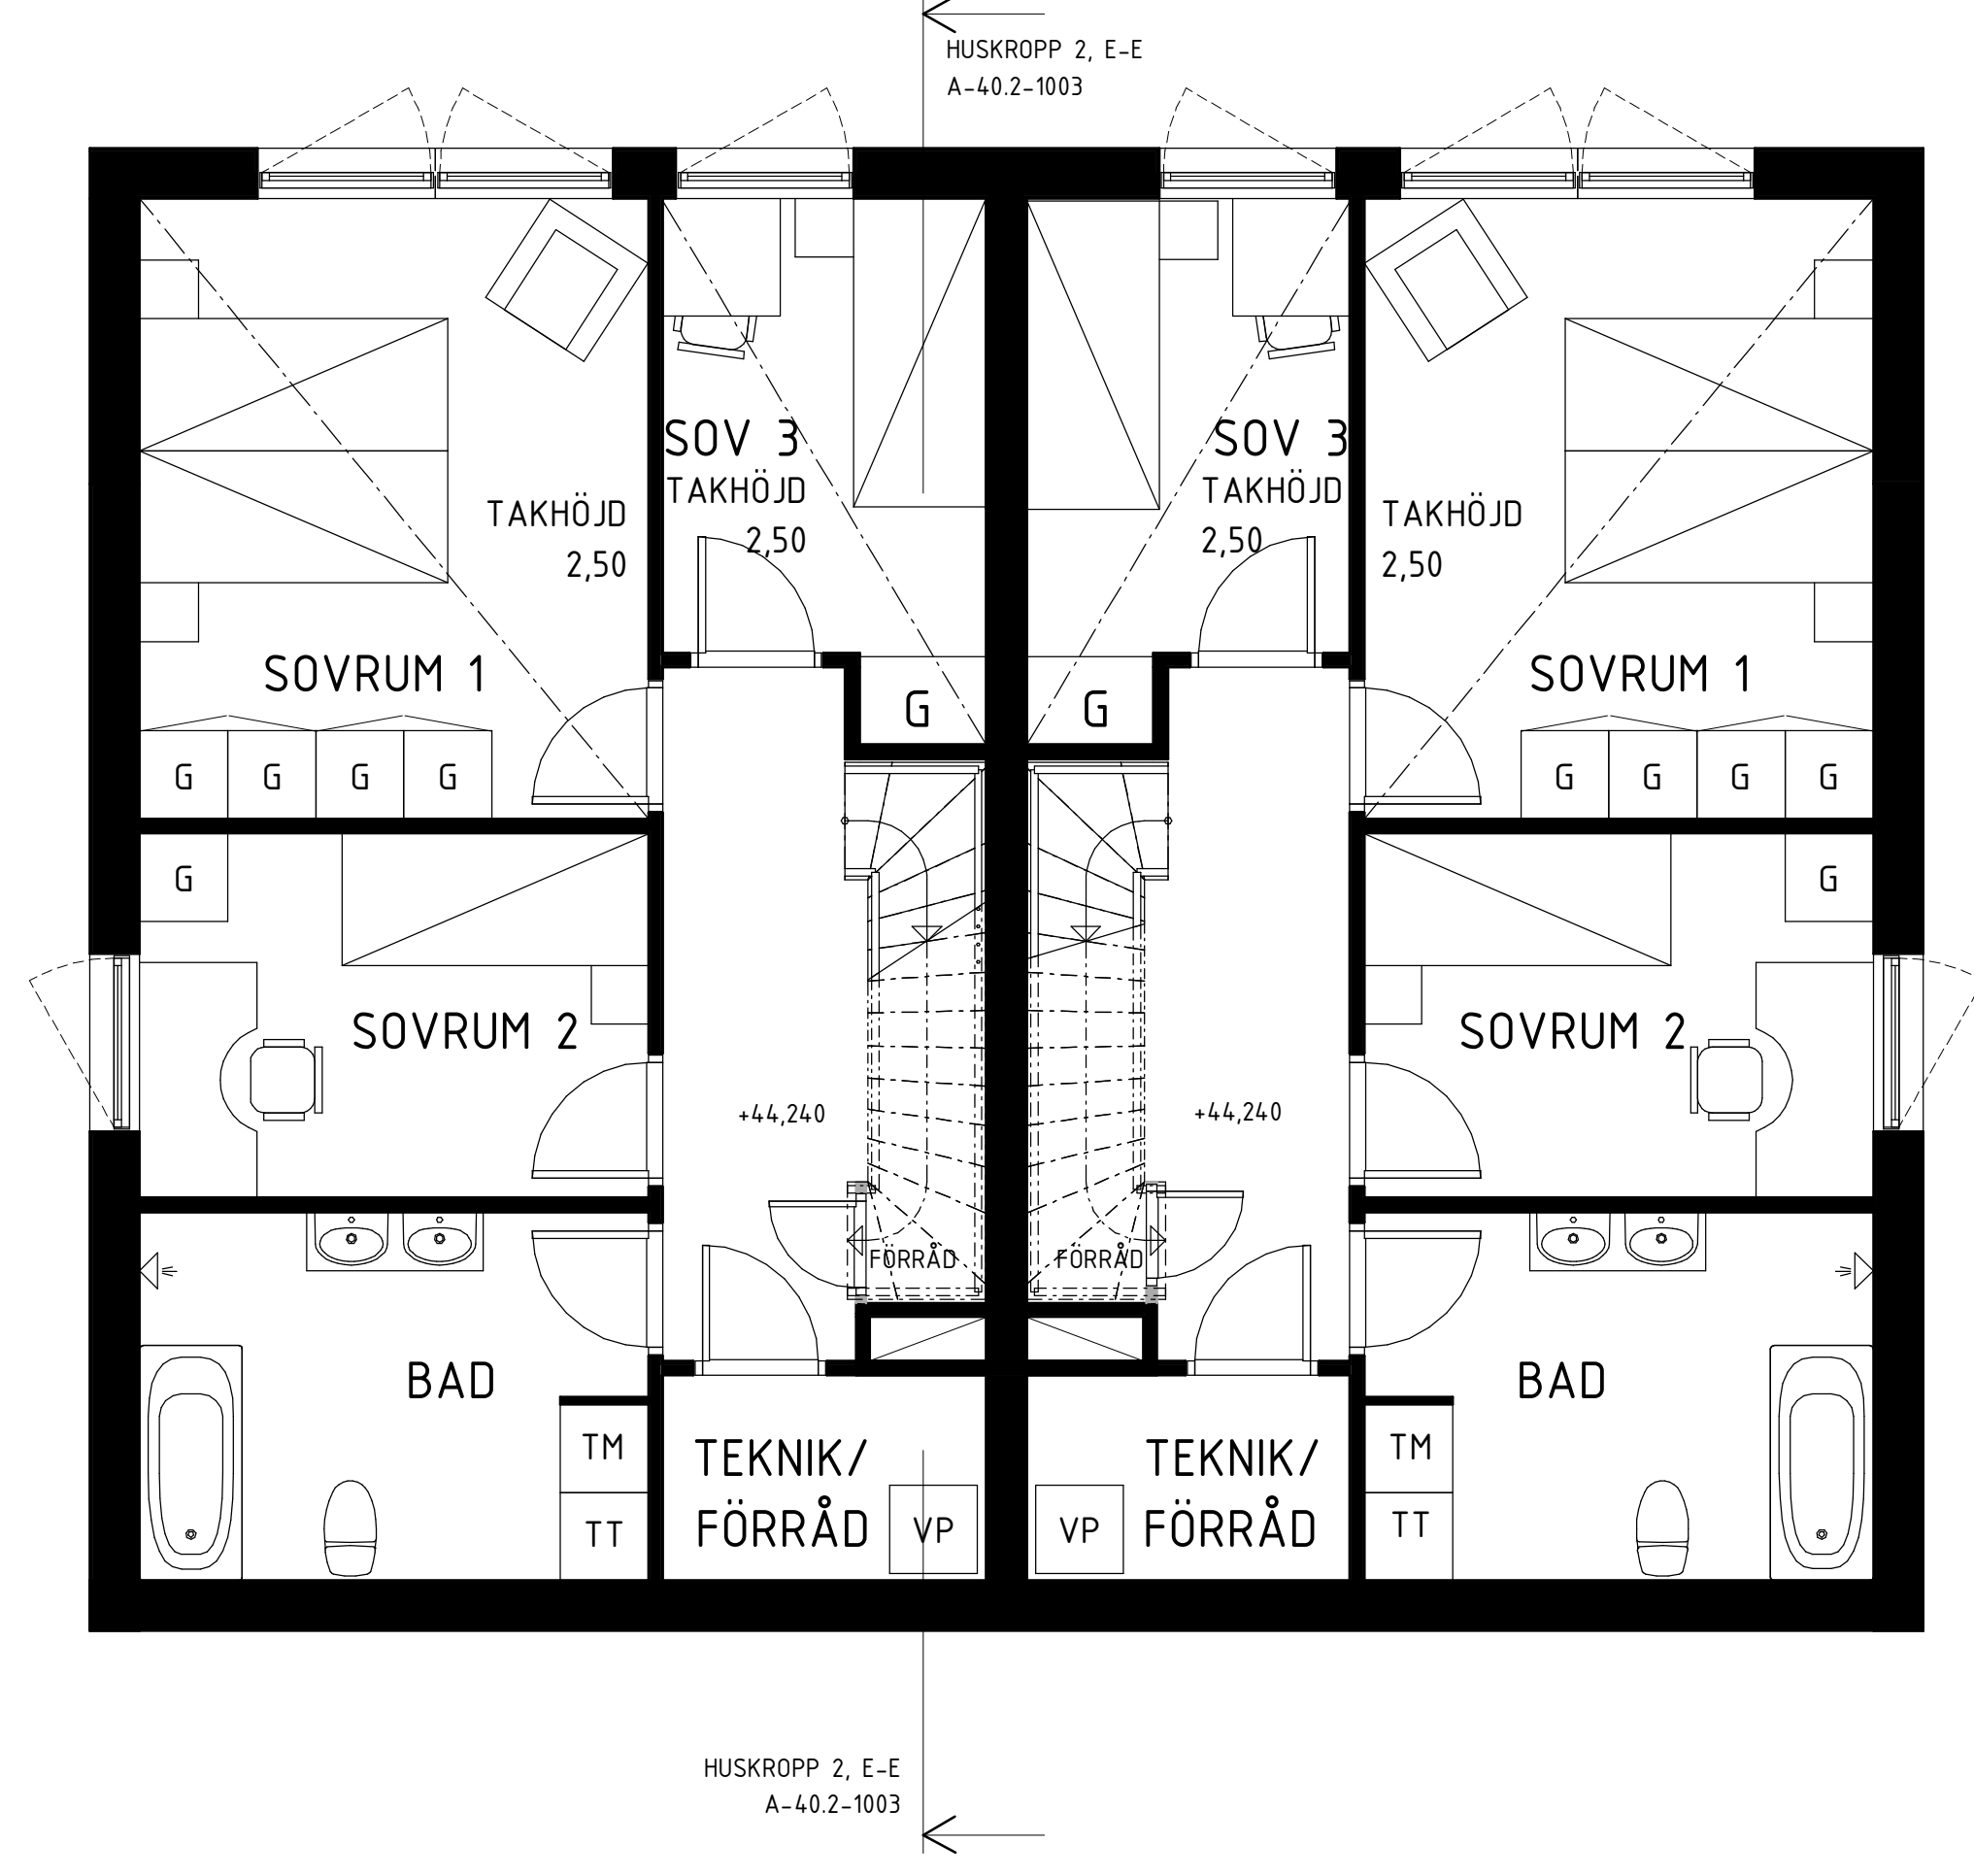 HUSKROPP 2, E-E
A-40.2-1003
SOV 3
TAKHÖJD
2,50
SOV 3
TAKHÖJD
2,50
TAKHÖJD
2,50
TAKHÖJD
2,50
SOVRUM 1
SOVRUM 1
G
G
G G G G
G G G G
G
G
SOVRUM 2
SOVRUM 2
+44,240
+44,240
FÖRRÅD
FÖRRÅD
BAD
BAD
TM
TT
TEKNIK/
FÖRRÅD
VP
VP
TEKNIK/
FÖRRÅD
TM
TT
HUSKROPP 2, E-E
A-40.2-1003